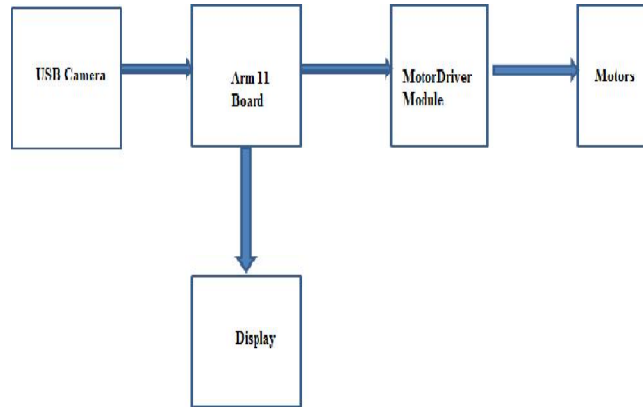 USB Camera
Arm 11
Board
MotorDriver
Module
Motors
Display